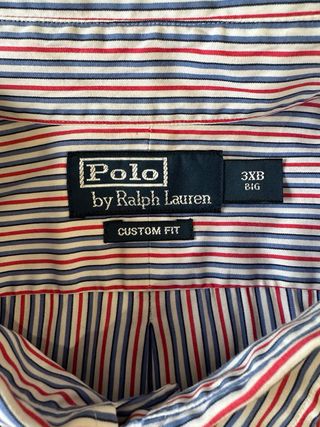 Polo
by Ralph Lauren
3XB
BIG
CUSTOM FIT